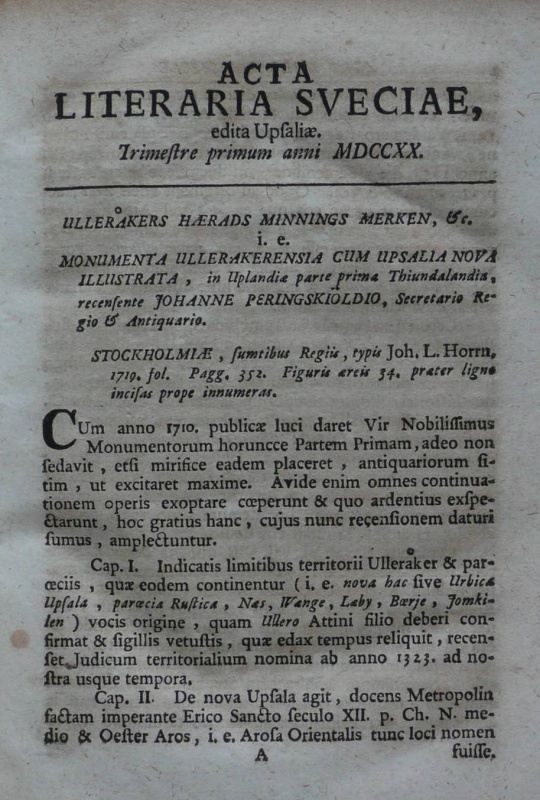 ACTA
LITERARIA SVECIAE,
edita Upſaliæ.
Trimeſtre primum anni MDCCXX.
ULLERÅKERS HÆRADS MINNINGS MERKEN, &c.
i. e.
MONUMENTA ULLERAKERENSIA CUM UPSALIA NOVA
ILLUSTRATA, in Uplandiæ parte prima Thiundalandia,
recenſente JOHANNE PERINGSKIÖLDIO, Secretario Re-
gio & Antiquario.
STOCKHOLMIÆ, ſumtibus Regiis, typis Joh. L. Horrn,
1719. fol. Pagg. 352. Figuris æreis 34. præter ligno
inciſas prope innumeras.
CUm anno 1710. publicæ luci daret Vir Nobiliſſimus
Monumentorum horuncce Partem Primam, adeo non
ſedavit, etſi mirifice eadem placeret, antiquariorum ſi-
tim, ut excitaret maxime. Avide enim omnes continua-
tionem operis exoptare cœperunt & quo ardentius exſpe-
ctarunt, hoc gratius hanc, cujus nunc recenſionem daturi
ſumus, amplectuntur.
Cap. I. Indicatis limitibus territorii Ulleråker & par-
œciis, quæ eodem continentur (i. e. nova hac ſive Urbica
Upſala, parœcia Ruſtica, Næs, Wange, Laby, Bœrje, Jomki-
len) vocis origine, quam Ullero Attini filio deberi con-
firmat & ſigillis vetuſtis, quæ edax tempus reliquit, recen-
ſet Judicum territorialium nomina ab anno 1323. ad no-
ſtra usque tempora.
Cap. II. De nova Upſala agit, docens Metropolin
factam imperante Erico Sancto ſeculo XII. p. Ch. N. me-
dio & Oeſter Aros, i. e. Aroſa Orientalis tunc loci nomen
A fuiſſe,